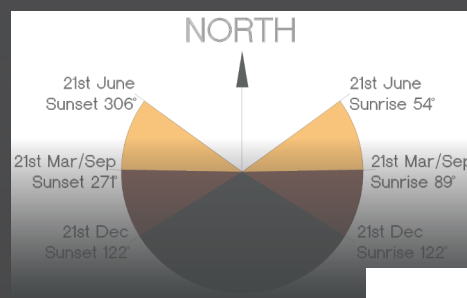 NORTH
21st June
Sunset 306°
21st June
Sunrise 54°
21st Mar/Sep
Sunset 271°
21st Mar/Sep
Sunrise 89°
21st Dec
Sunset 122°
21st Dec
Sunrise 122°